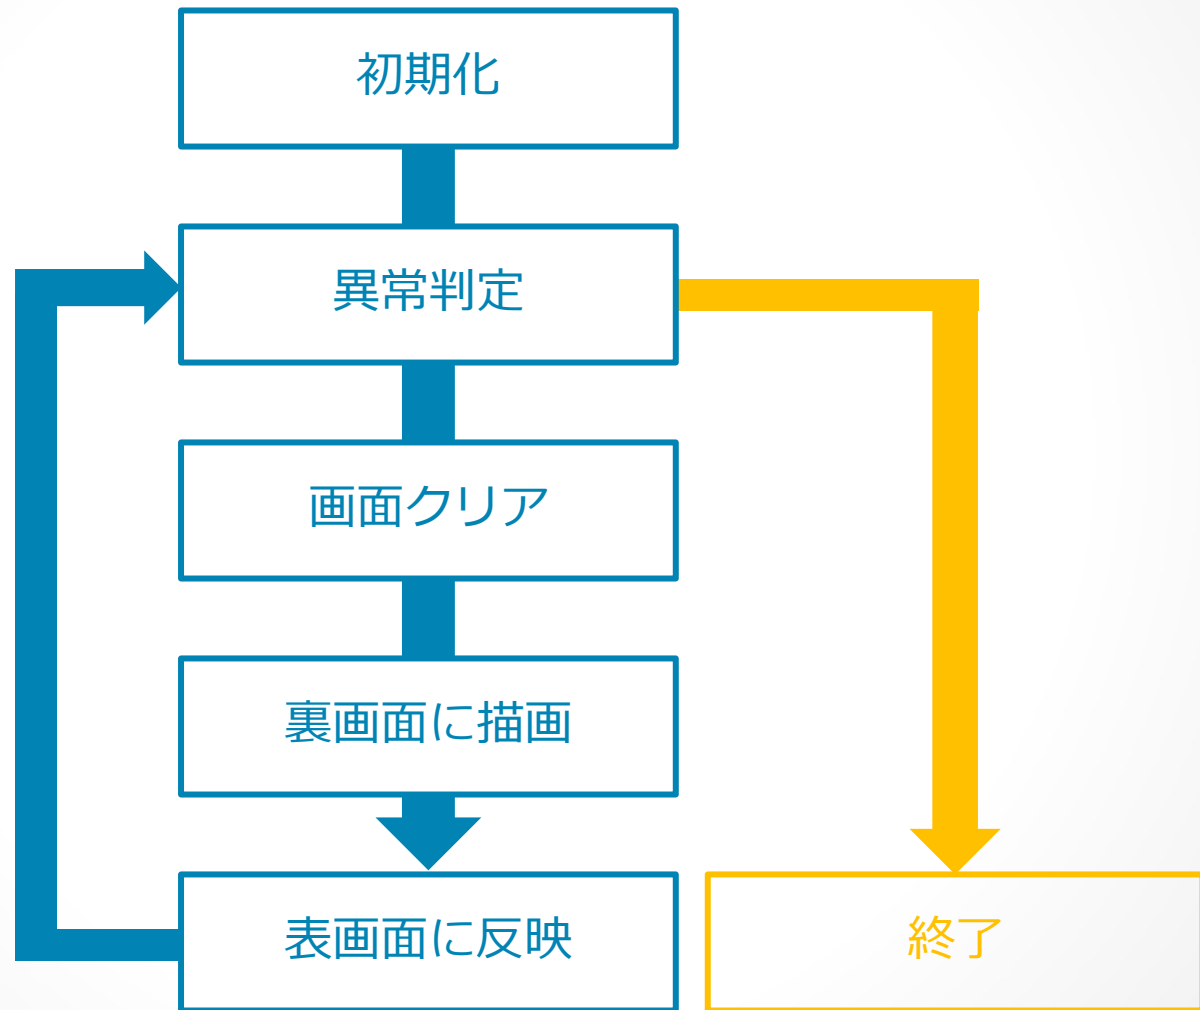 初期化
異常判定
画面クリア
裏画面に描画
表画面に反映
終了